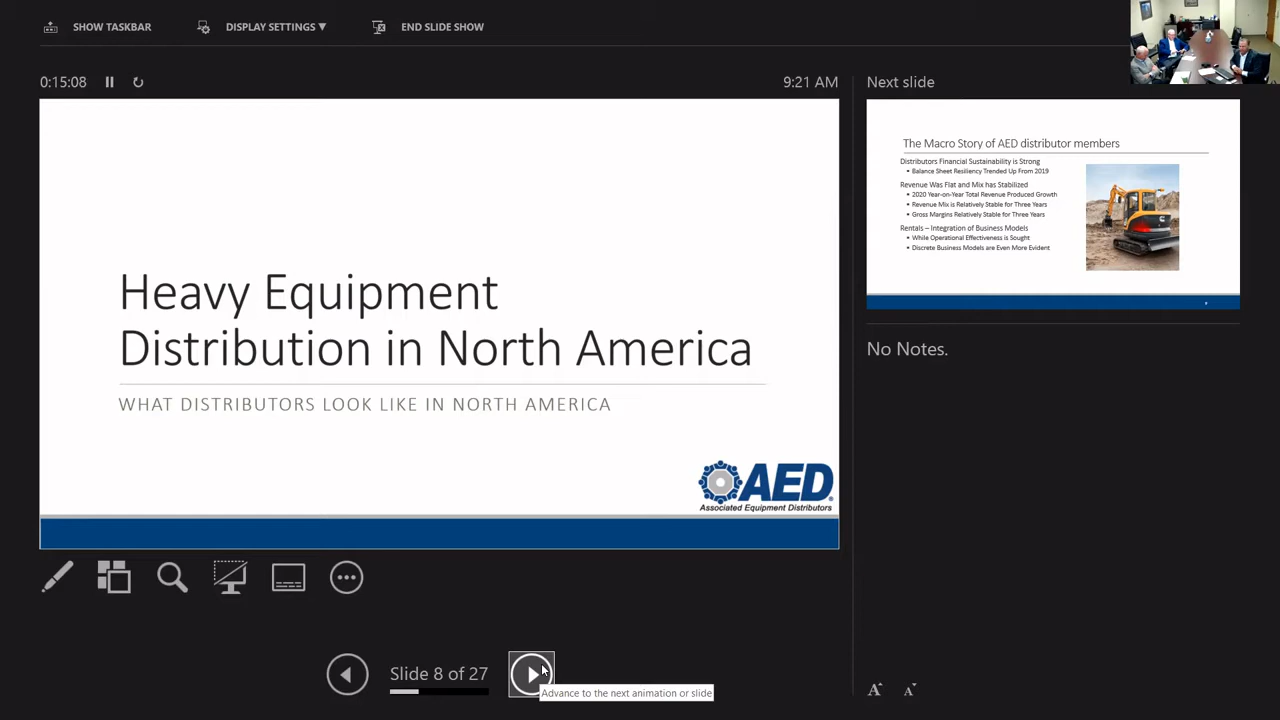 SHOW TASKBAR
DISPLAY SETTINGS ▼
END SLIDE SHOW
0:15:08
9:21 AM
Next slide
Heavy Equipment
Distribution in North America
WHAT DISTRIBUTORS LOOK LIKE IN NORTH AMERICA
AED
Associated Equipment Distributors
The Macro Story of AED distributor members
Distributors Financial Sustainability is Strong
• Balance Sheet Resiliency Trended Up From 2019
Revenue Was Flat and Mix has Stabilized
• 2020 Year-on-Year Total Revenue Produced Growth
• Revenue Mix is Relatively Stable for Three Years
• Gross Margins Relatively Stable for Three Years
Rentals – Integration of Business Models
• While Operational Effectiveness is Sought
• Discrete Business Models are Even More Evident
No Notes.
Slide 8 of 27
Advance to the next animation or slide
A A